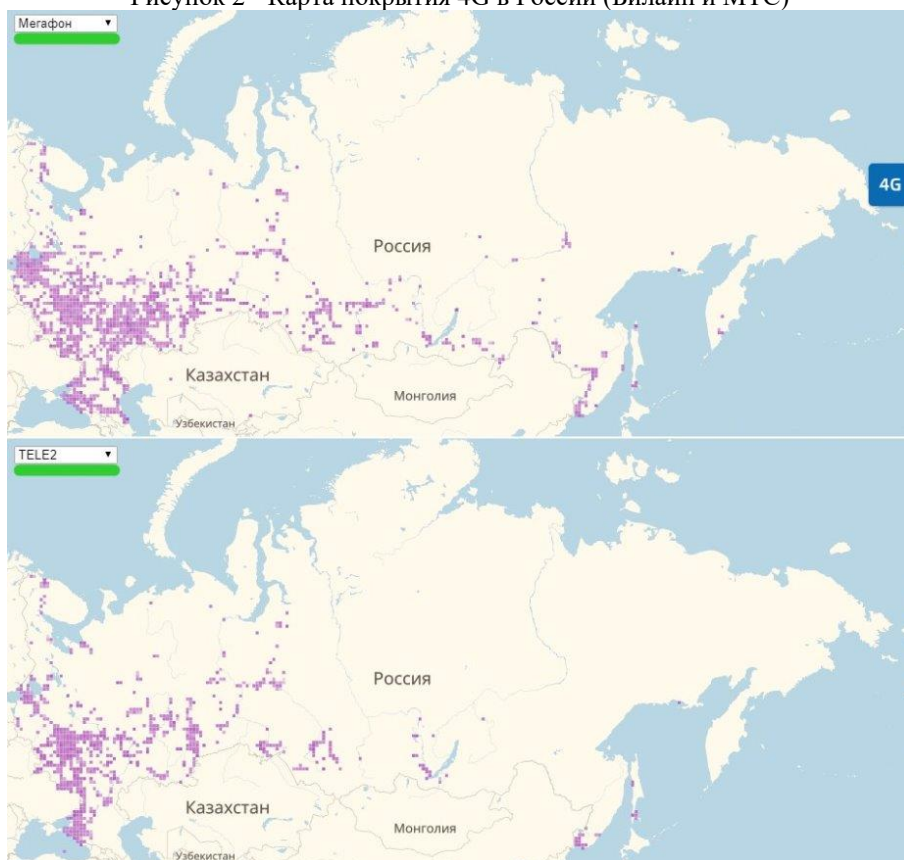 Рисунок 2 - Карта покрытия 4G в России (Билайн и МТС)
Мегафон
4G
Россия
Казахстан
Монголия
Узбекистан
TELE2
Россия
Казахстан
Монголия
Узбекистан